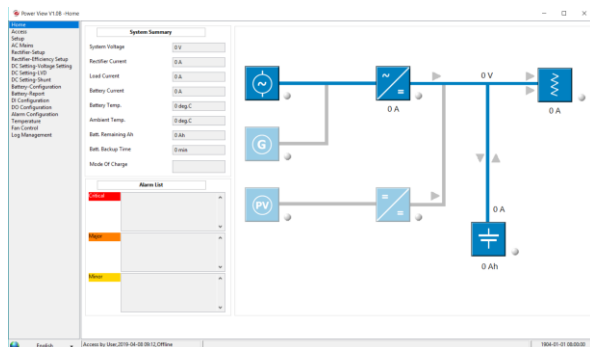 Power View V1.08 -Home
Home
Access
Setup
AC Mains
Rectifier-Setup
Rectifier-Efficiency Setup
DC Setting-Voltage Setting
DC Setting-LVD
DC Setting-Shunt
Battery-Configuration
Battery-Report
DI Configuration
DO Configuration
Alarm Configuration
Temperature
Fan Control
Log Management
System Summary
System Voltage 0 V
Rectifier Current 0 A
Load Current 0 A
Battery Current 0 A
Battery Temp. 0 deg.C
Ambient Temp. 0 deg.C
Batt. Remaining Ah 0 Ah
Batt. Backup Time 0 min
Mode Of Charge
Alarm List
Critical
Major
Minor
0 V
0 A
0 A
G
PV
0 A
0 Ah
English
Access by User,2019-04-08 09:12,Offline
1984-01-01 08:00:00